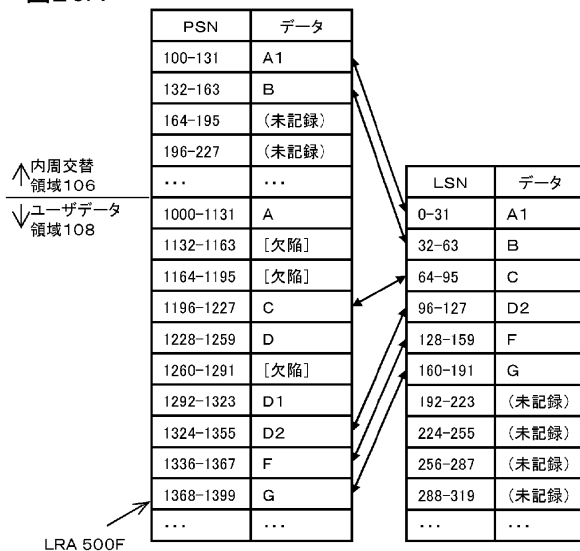 PSN データ
100-131 A1
132-163 B
164-195 (未記録)
196-227 (未記録)
... ...
内周交替
領域106
ユーザデータ
領域108
1000-1131 A
1132-1163 [欠陥]
1164-1195 [欠陥]
1196-1227 C
1228-1259 D
1260-1291 [欠陥]
1292-1323 D1
1324-1355 D2
1336-1367 F
1368-1399 G
... ...
LRA 500F
LSN データ
0-31 A1
32-63 B
64-95 C
96-127 D2
128-159 F
160-191 G
192-223 (未記録)
224-255 (未記録)
256-287 (未記録)
288-319 (未記録)
... ...